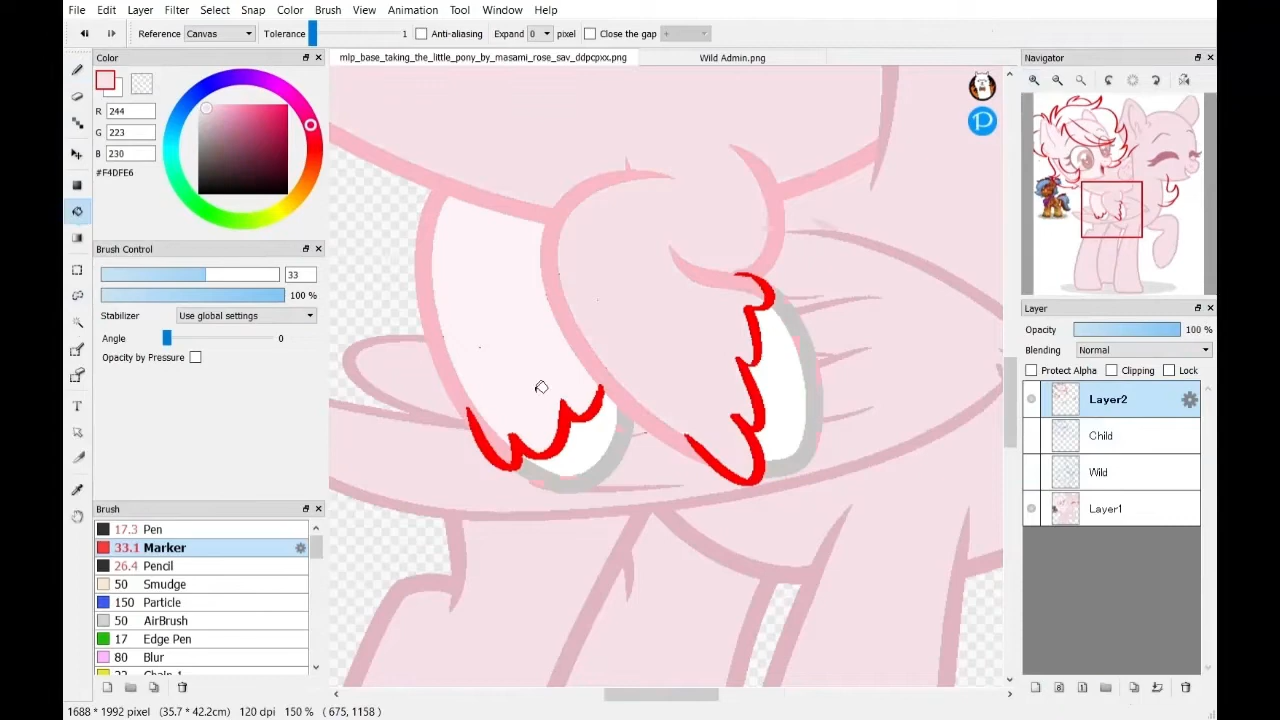 File Edit Layer Filter Select Snap Color Brush View Animation Tool Window Help
Reference Canvas Tolerance 1 Anti-aliasing Expand 0 pixel Close the gap +
Color
mlp_base_taking_the_little_pony_by_masami_rose_sav_ddpcpxx.png
Wild Admin.png
Navigator
R 244
G 223
B 230
#F4DFE6
Brush Control
33
100 %
Stabilizer Use global settings
Angle 0
Opacity by Pressure
Layer
Opacity 100 %
Blending Normal
Protect Alpha Clipping Lock
Layer2
Child
Wild
Layer1
Brush
17.3 Pen
33.1 Marker
26.4 Pencil
50 Smudge
150 Particle
50 AirBrush
17 Edge Pen
80 Blur
1688 * 1992 pixel (35.7 * 42.2cm) 120 dpi 150 % ( 675, 1158 )